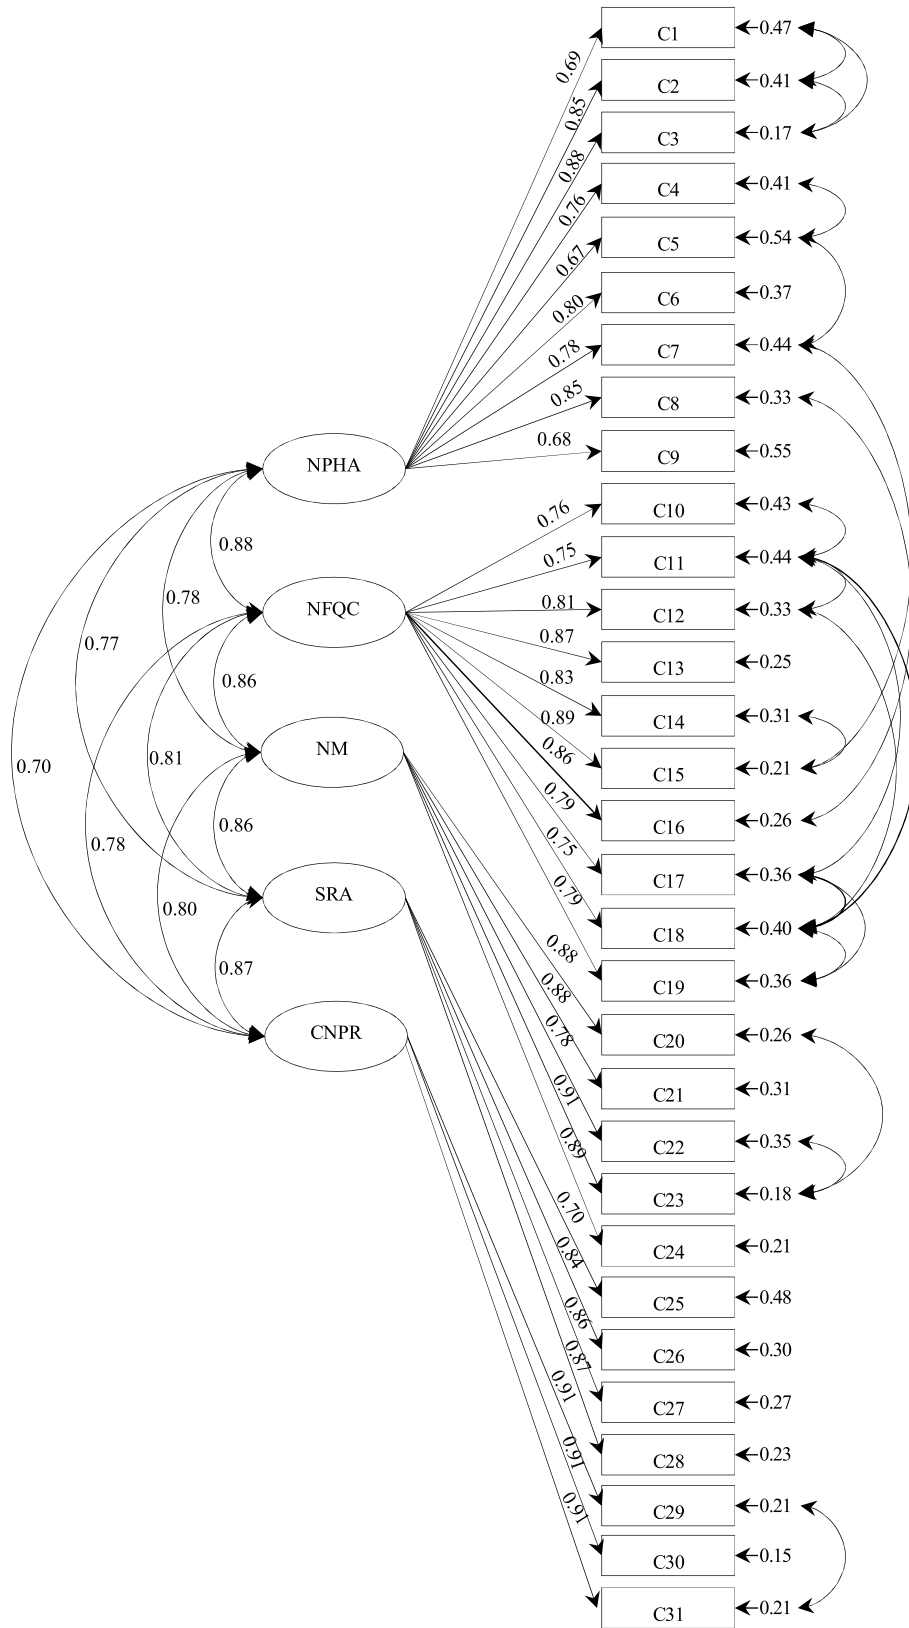 C1
0.47
0.69
C2
0.41
0.85
C3
0.17
0.88
C4
0.41
0.76
C5
0.54
0.67
C6
0.37
0.80
C7
0.44
0.78
C8
0.33
0.85
C9
0.55
0.68
NPHA
C10
0.43
0.76
C11
0.44
0.75
0.88
C12
0.33
0.81
NFQC
0.78
C13
0.25
0.87
0.77
C14
0.31
0.83
0.86
C15
0.21
0.89
NM
0.81
0.70
C16
0.26
0.86
0.86
0.78
C17
0.36
0.79
SRA
0.80
C18
0.40
0.75
0.87
C19
0.36
0.79
CNPR
C20
0.26
0.88
C21
0.31
0.88
C22
0.35
0.78
C23
0.18
0.91
C24
0.21
0.89
C25
0.48
0.70
C26
0.30
0.84
C27
0.27
0.86
C28
0.23
0.87
C29
0.21
0.91
C30
0.15
0.91
C31
0.21
0.91